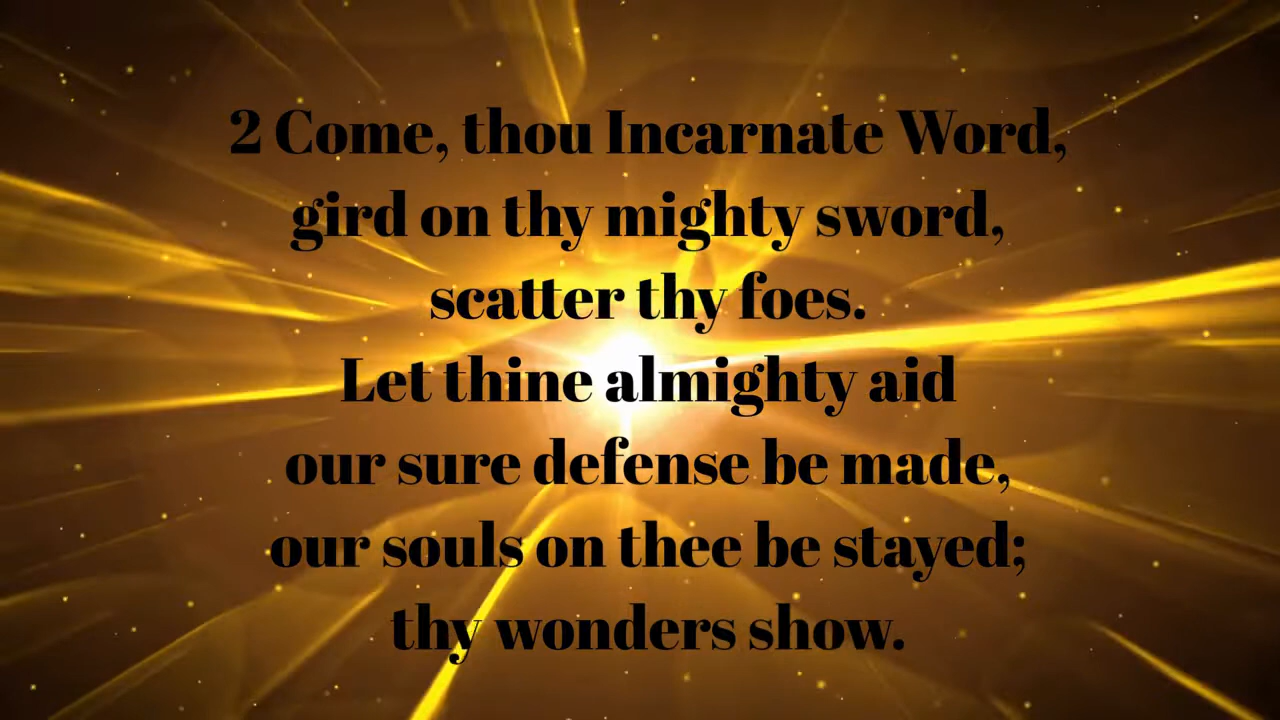 2 Come, thou Incarnate Word,
gird on thy mighty sword,
scatter thy foes.
Let thine almighty aid
our sure defense be made,
our souls on thee be stayed;
thy wonders show.